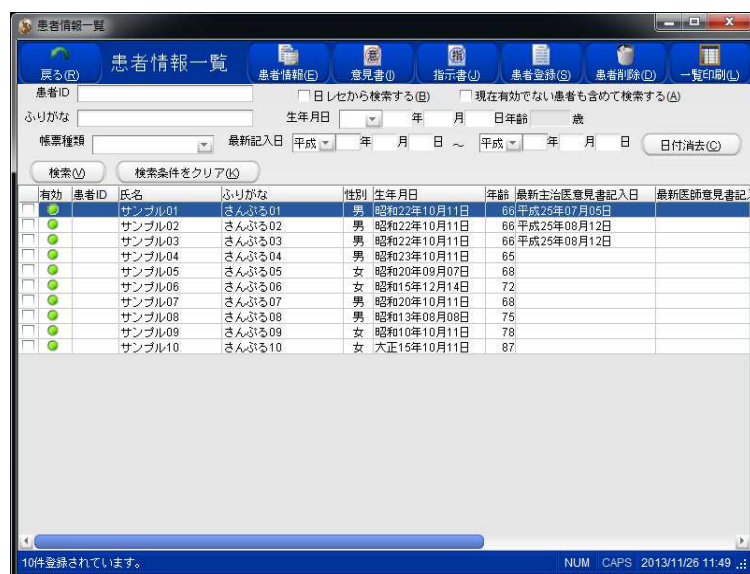 患者情報一覧
戻る(R) 患者情報一覧 患者情報(E) 意見書(I) 指示書(J) 患者登録(S) 患者削除(D) 一覧印刷(L)
患者ID 日レセから検索する(B) 現在有効でない患者も含めて検索する(A)
ふりがな 生年月日 年 月 日 年齢 歳
帳票種類 最新記入日 平成 年 月 日 ～ 平成 年 月 日 日付消去(C)
検索(V) 検索条件をクリア(K)
有効 患者ID 氏名 ふりがな 性別 生年月日 年齢 最新主治医意見書記入日 最新医師意見書記
サンプル01 さんぷる01 男 昭和22年10月11日 66 平成25年07月05日
サンプル02 さんぷる02 男 昭和22年10月11日 66 平成25年08月12日
サンプル03 さんぷる03 男 昭和22年10月11日 66 平成25年08月12日
サンプル04 さんぷる04 男 昭和23年10月11日 65
サンプル05 さんぷる05 女 昭和20年09月07日 68
サンプル06 さんぷる06 女 昭和15年12月14日 72
サンプル07 さんぷる07 男 昭和20年10月11日 68
サンプル08 さんぷる08 男 昭和13年08月08日 75
サンプル09 さんぷる09 女 昭和10年10月11日 78
サンプル10 さんぷる10 女 大正15年10月11日 87
10件登録されています。 NUM CAPS 2013/11/26 11:49